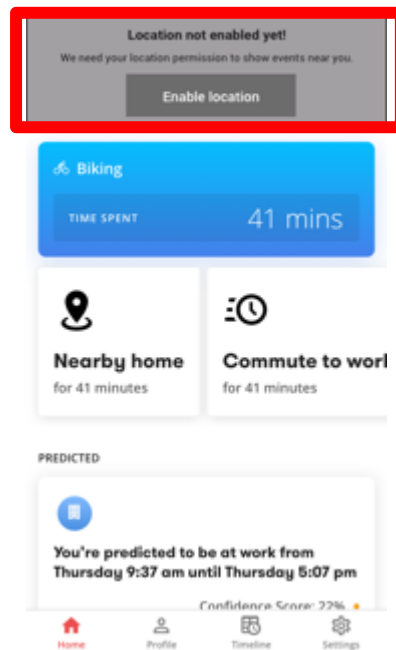 Location not enabled yet!
We need your location permission to show events near you.
Enable location
Biking
TIME SPENT 41 mins
Nearby home
for 41 minutes
Commute to worl
for 41 minutes
PREDICTED
You're predicted to be at work from
Thursday 9:37 am until Thursday 5:07 pm
Confidence Score: 22%
Home Profile Timeline Settings